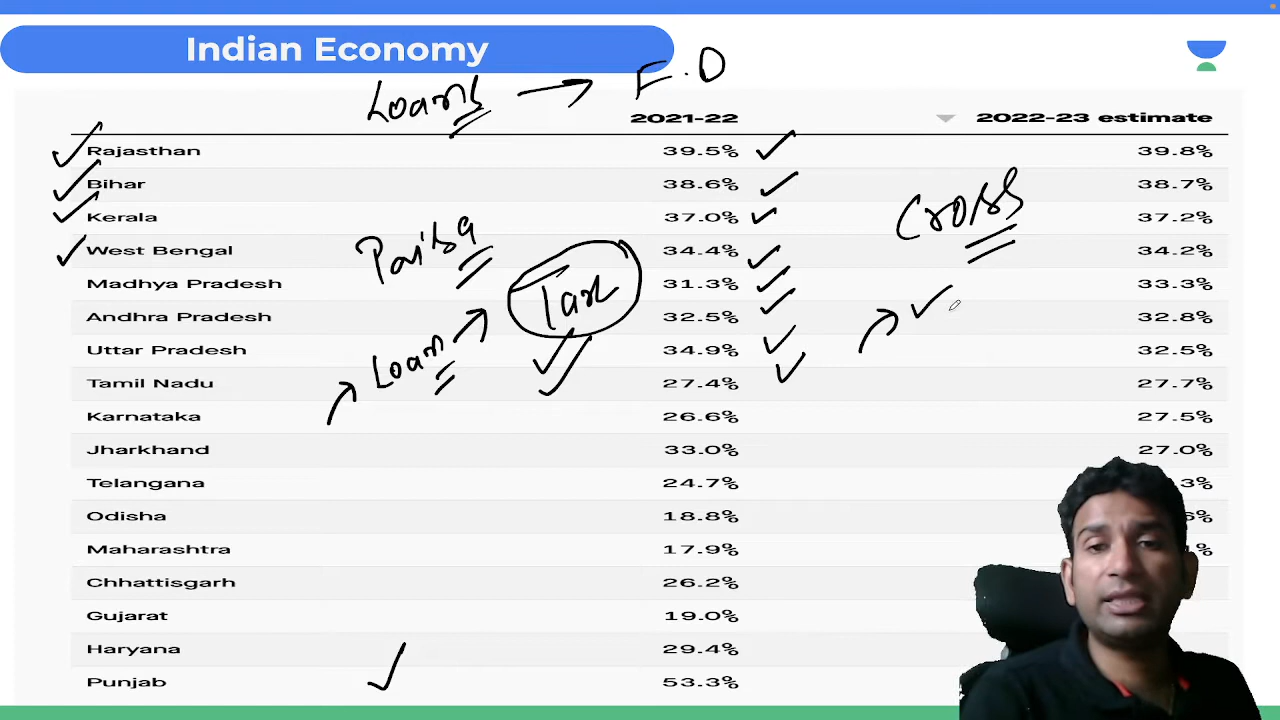 Indian Economy
Loans → F.D
2021-22 2022-23 estimate
Rajasthan 39.5% 39.8%
Bihar 38.6% 38.7%
Kerala 37.0% 37.2%
Cross
West Bengal 34.4% 34.2%
Paisa
Madhya Pradesh 31.3% 33.3%
Tax
Andhra Pradesh 32.5% 32.8%
Uttar Pradesh 34.9% 32.5%
Loan
Tamil Nadu 27.4% 27.7%
Karnataka 26.6% 27.5%
Jharkhand 33.0% 27.0%
Telangana 24.7% 3%
Odisha 18.8%
Maharashtra 17.9% %
Chhattisgarh 26.2%
Gujarat 19.0%
Haryana 29.4%
Punjab 53.3%